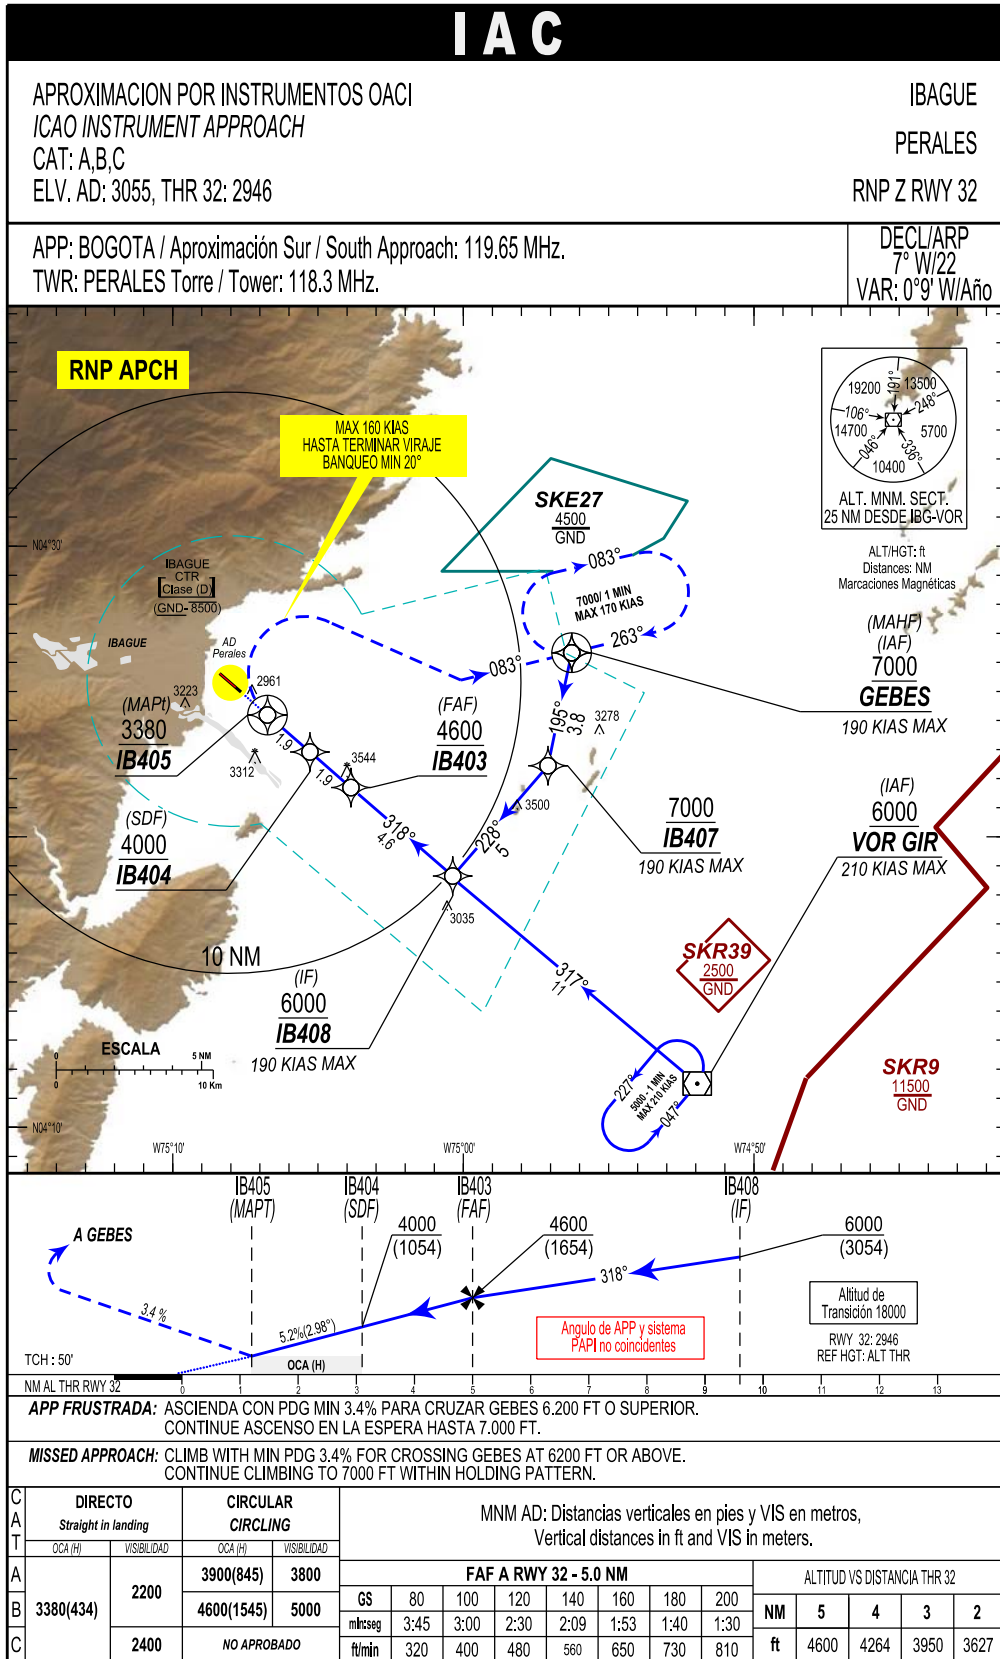 IAC
APROXIMACION POR INSTRUMENTOS OACI
ICAO INSTRUMENT APPROACH
CAT: A,B,C
ELV. AD: 3055, THR 32: 2946
IBAGUE
PERALES
RNP Z RWY 32
APP: BOGOTA / Aproximación Sur / South Approach: 119.65 MHz.
TWR: PERALES Torre / Tower: 118.3 MHz.
DECL/ARP
7° W/22
VAR: 0°9' W/Año
RNP APCH
MAX 160 KIAS
HASTA TERMINAR VIRAJE
BANQUEO MIN 20°
SKE27
4500
GND
19200
191°
13500
106°
248°
14700
5700
046°
336°
10400
ALT. MNM. SECT.
25 NM DESDE IBG-VOR
ALT/HGT: ft
Distances: NM
Marcaciones Magnéticas
N04°30'
IBAGUE
CTR
Clase (D)
(GND- 8500)
IBAGUE
AD
Perales
083°
7000/ 1 MIN
MAX 170 KIAS
263°
083°
(MAHF)
(IAF)
7000
GEBES
190 KIAS MAX
2961
3223
(MAPt)
3380
IB405
(FAF)
4600
IB403
195°
3.8
3278
1.9
3312
3544
1.9
3500
(SDF)
4000
IB404
318°
4.6
228°
5
7000
IB407
190 KIAS MAX
(IAF)
6000
VOR GIR
210 KIAS MAX
3035
10 NM
(IF)
6000
IB408
190 KIAS MAX
317°
11
SKR39
2500
GND
ESCALA
0
5 NM
0
10 Km
227°
5000 - 1 MIN
MAX 210 KIAS
047°
SKR9
11500
GND
N04°10'
W75°10'
W75°00'
W74°50'
IB405
(MAPT)
IB404
(SDF)
IB403
(FAF)
IB408
(IF)
A GEBES
4000
(1054)
4600
(1654)
6000
(3054)
318°
3.4 %
5.2%(2.98°)
Altitud de
Transición 18000
Angulo de APP y sistema
PAPI no coincidentes
RWY 32: 2946
REF HGT: ALT THR
TCH : 50'
OCA (H)
NM AL THR RWY 32
0 1 2 3 4 5 6 7 8 9 10 11 12 13
APP FRUSTRADA: ASCIENDA CON PDG MIN 3.4% PARA CRUZAR GEBES 6.200 FT O SUPERIOR.
CONTINUE ASCENSO EN LA ESPERA HASTA 7.000 FT.
MISSED APPROACH: CLIMB WITH MIN PDG 3.4% FOR CROSSING GEBES AT 6200 FT OR ABOVE.
CONTINUE CLIMBING TO 7000 FT WITHIN HOLDING PATTERN.
CAT
DIRECTO
Straight in landing
CIRCULAR
CIRCLING
OCA (H) VISIBILIDAD OCA (H) VISIBILIDAD
A
B
C
3380(434)
2200
2400
3900(845) 3800
4600(1545) 5000
NO APROBADO
MNM AD: Distancias verticales en pies y VIS en metros,
Vertical distances in ft and VIS in meters.
FAF A RWY 32 - 5.0 NM
GS 80 100 120 140 160 180 200
min:seg 3:45 3:00 2:30 2:09 1:53 1:40 1:30
ft/min 320 400 480 560 650 730 810
ALTITUD VS DISTANCIA THR 32
NM 5 4 3 2
ft 4600 4264 3950 3627